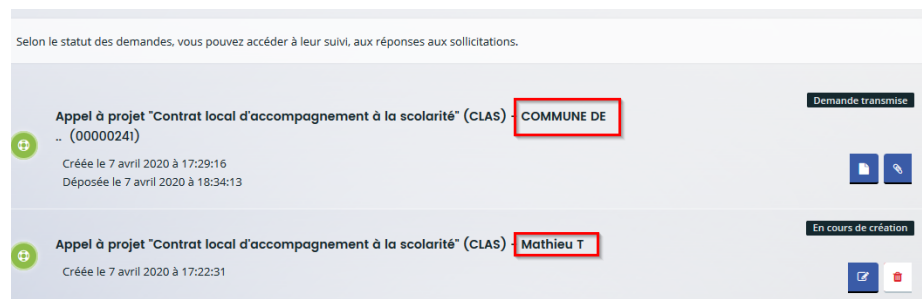 Selon le statut des demandes, vous pouvez accéder à leur suivi, aux réponses aux sollicitations.
Demande transmise
Appel à projet "Contrat local d'accompagnement à la scolarité" (CLAS) - COMMUNE DE
.. (00000241)
Créée le 7 avril 2020 à 17:29:16
Déposée le 7 avril 2020 à 18:34:13
En cours de création
Appel à projet "Contrat local d'accompagnement à la scolarité" (CLAS) - Mathieu T
Créée le 7 avril 2020 à 17:22:31